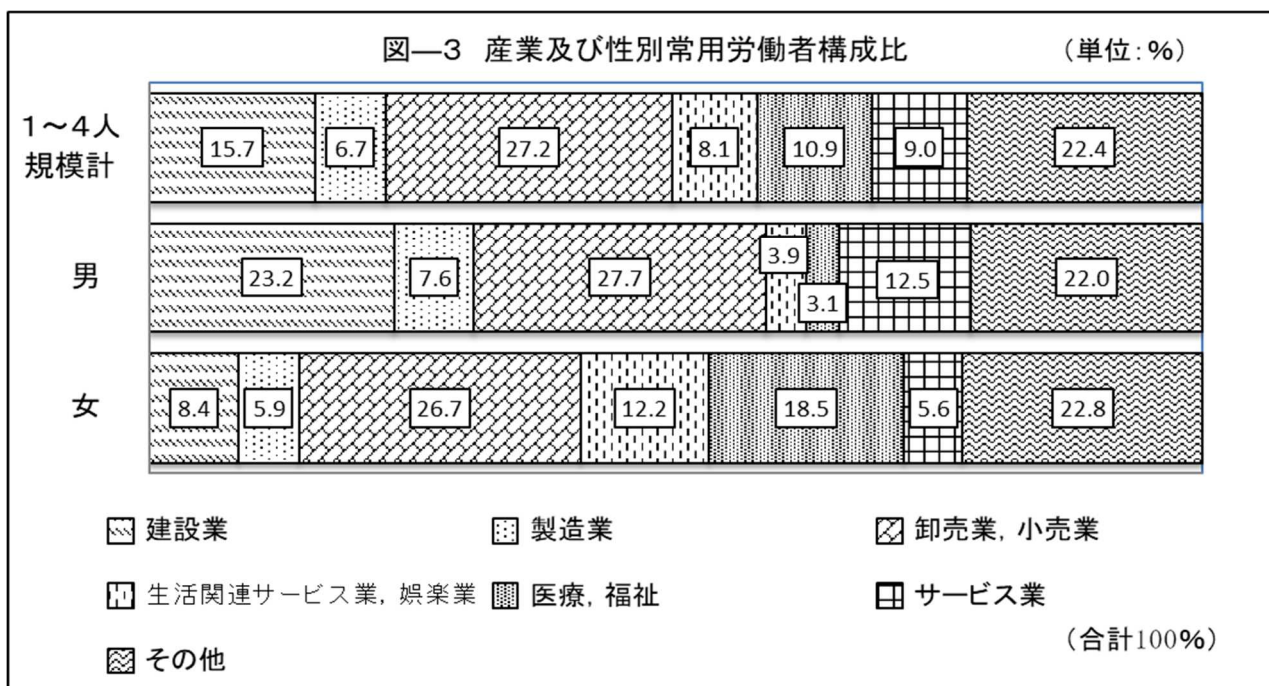 図―3 産業及び性別常用労働者構成比 （単位：％）
1～4人
規模計
15.7 6.7 27.2 8.1 10.9 9.0 22.4
男
23.2 7.6 27.7 3.9 3.1 12.5 22.0
女
8.4 5.9 26.7 12.2 18.5 5.6 22.8
建設業 製造業 卸売業，小売業
生活関連サービス業，娯楽業 医療，福祉 サービス業
その他
（合計100％）